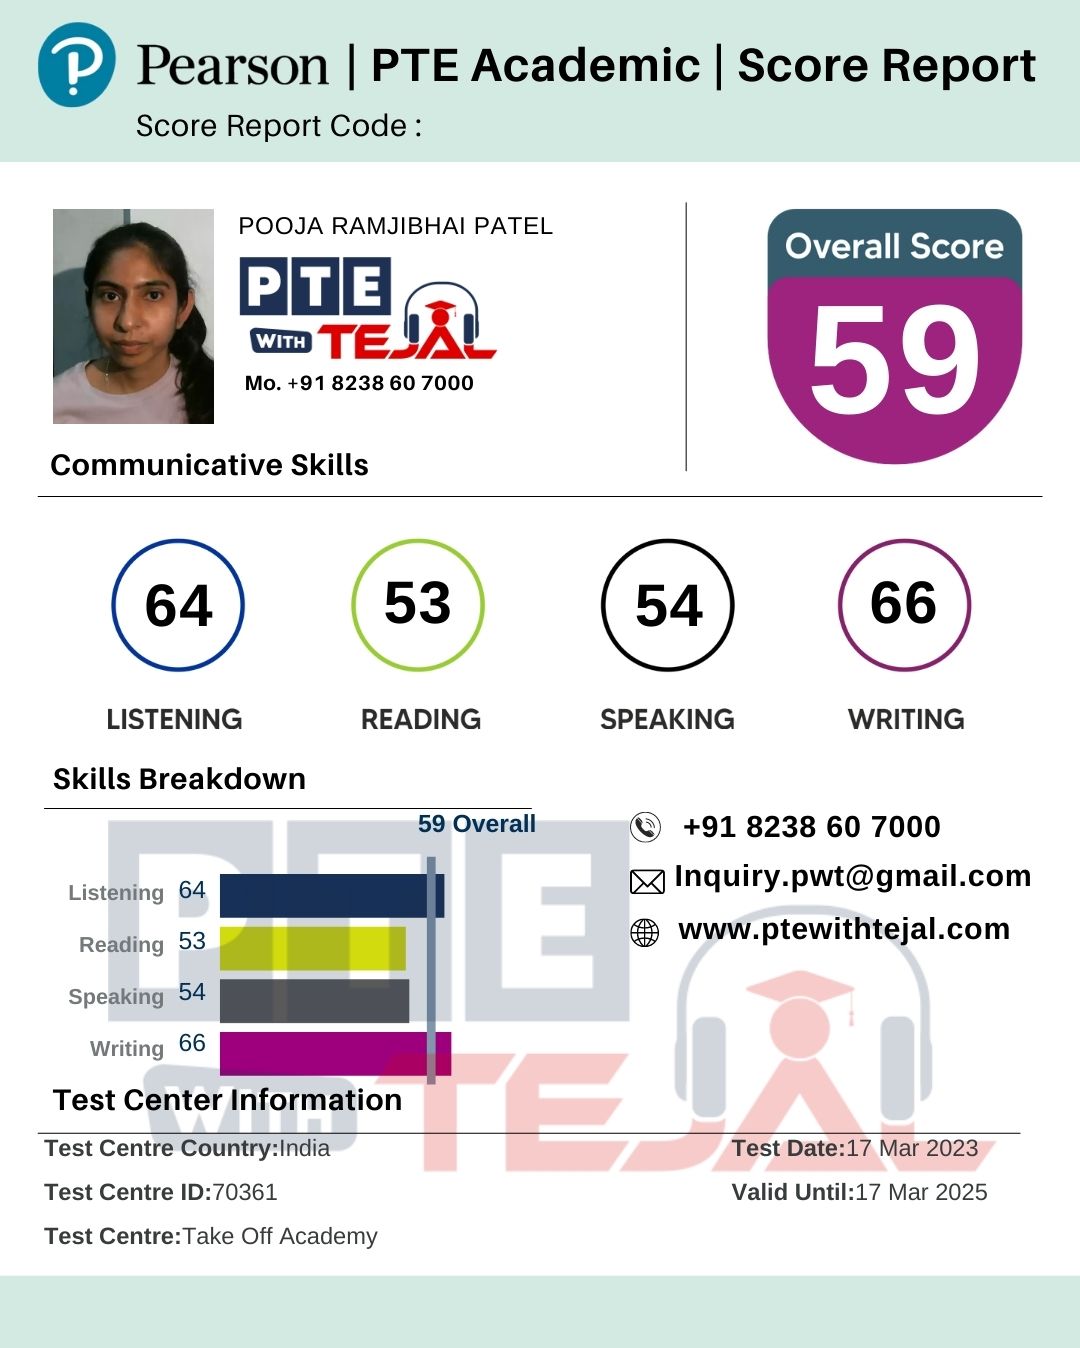 Pearson | PTE Academic | Score Report
Score Report Code :
POOJA RAMJIBHAI PATEL
PTE
WITH TEJAL
Mo. +91 8238 60 7000
Overall Score
59
Communicative Skills
64 53 54 66
LISTENING READING SPEAKING WRITING
Skills Breakdown
59 Overall
Listening 64
Reading 53
Speaking 54
Writing 66
+91 8238 60 7000
Inquiry.pwt@gmail.com
www.ptewithtejal.com
PTE
WITH TEJAL
Test Center Information
Test Centre Country:India
Test Date:17 Mar 2023
Test Centre ID:70361
Valid Until:17 Mar 2025
Test Centre:Take Off Academy